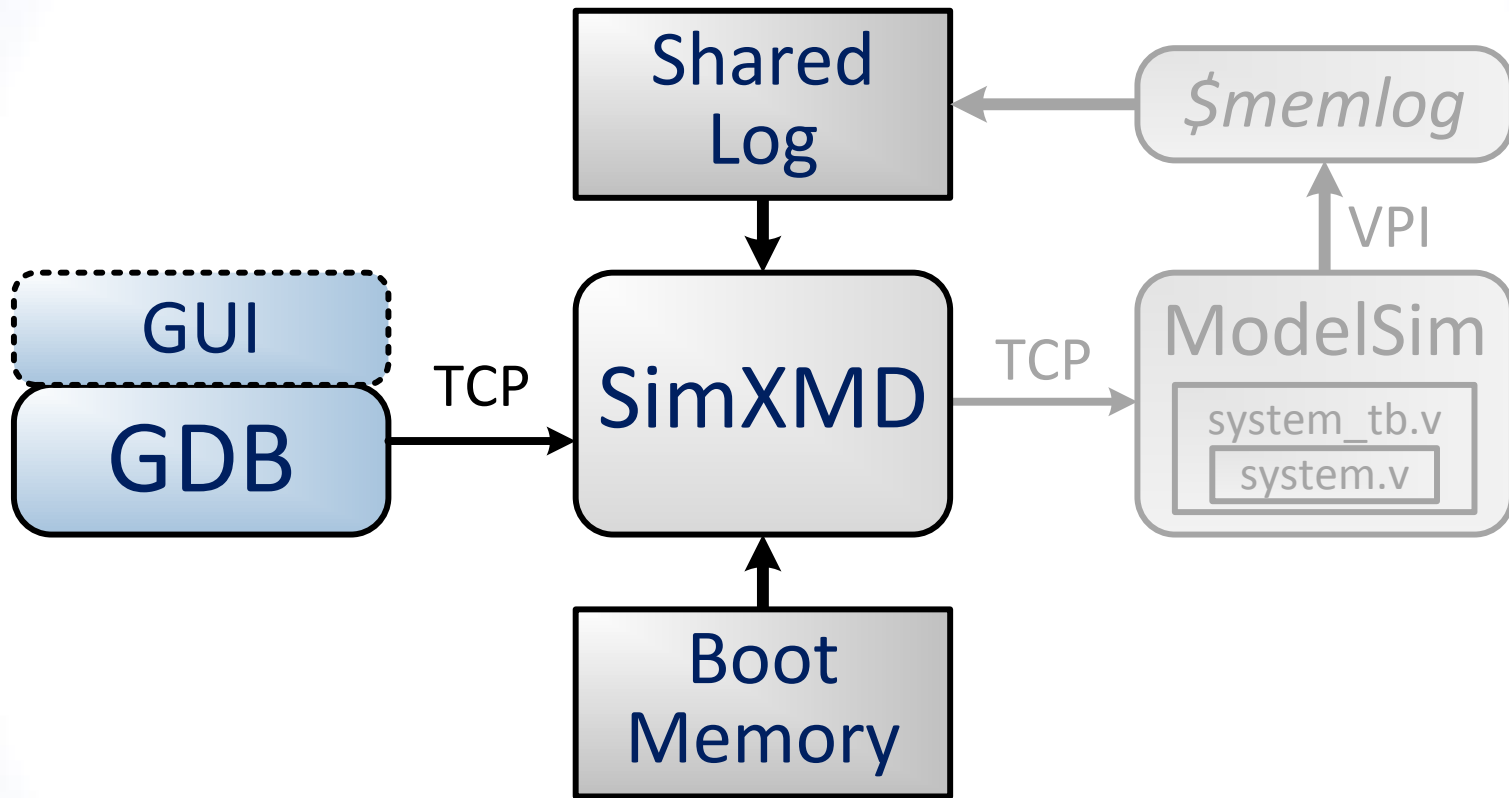 Shared
Log
$memlog
VPI
GUI
GDB
TCP
SimXMD
TCP
ModelSim
system_tb.v
system.v
Boot
Memory